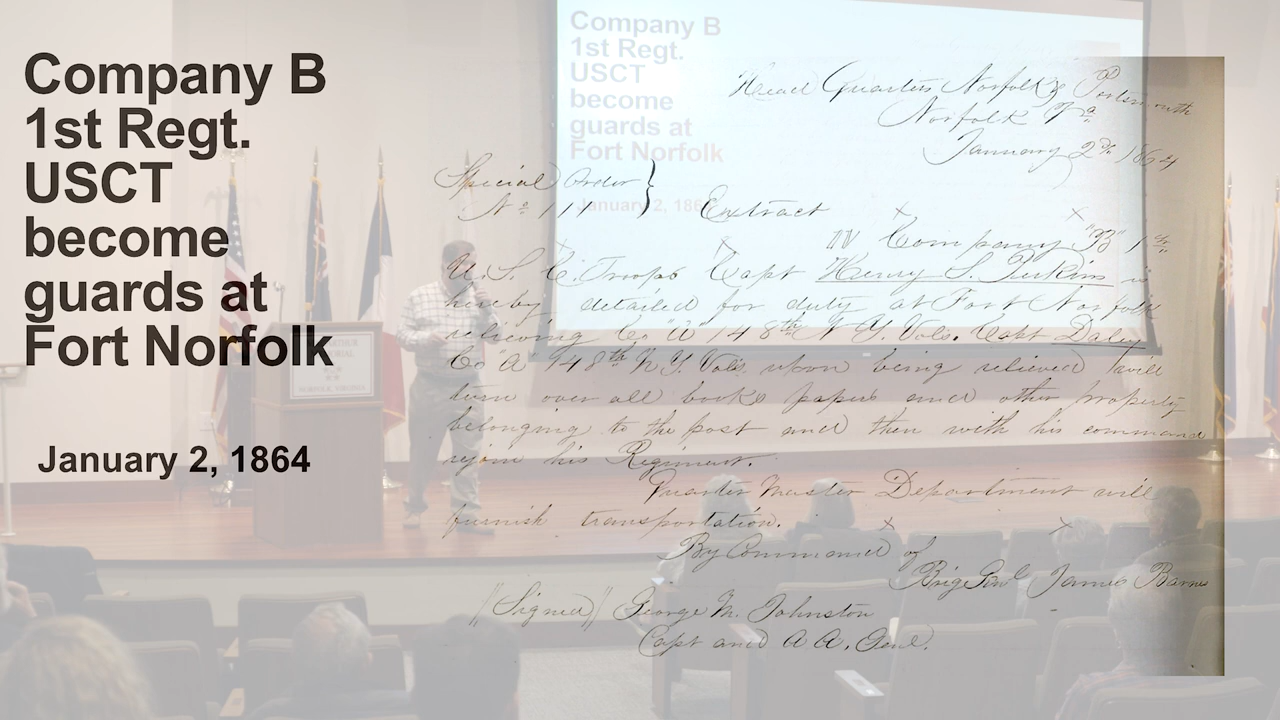 Company B
1st Regt.
USCT
become
guards at
Fort Norfolk
January 2, 1864
Company B
1st Regt.
USCT
become
guards at
Fort Norfolk
January 2, 186
Head Quarters Norfolk & Portsmouth
Norfolk Va
January 2nd 1864
Special Order
No 1
Extract
IV Company "B" 1st
U.S. C. Troops Capt Henry S. Perkins is
hereby detailed for duty at Fort Norfolk
relieving Co "A" 148th N Y. Vols. Capt Daley
Co A 148th N.Y. Vols upon being relieved will
turn over all books papers and other property
belonging to the post and then with his command
rejoin his Regiment.
Quarter Master Department will
furnish transportation.
By Command of
Brig Genl James Barnes
(Signed) George M. Johnston
Capt and A. A. Genl.
MEMORIAL
NORFOLK, VIRGINIA